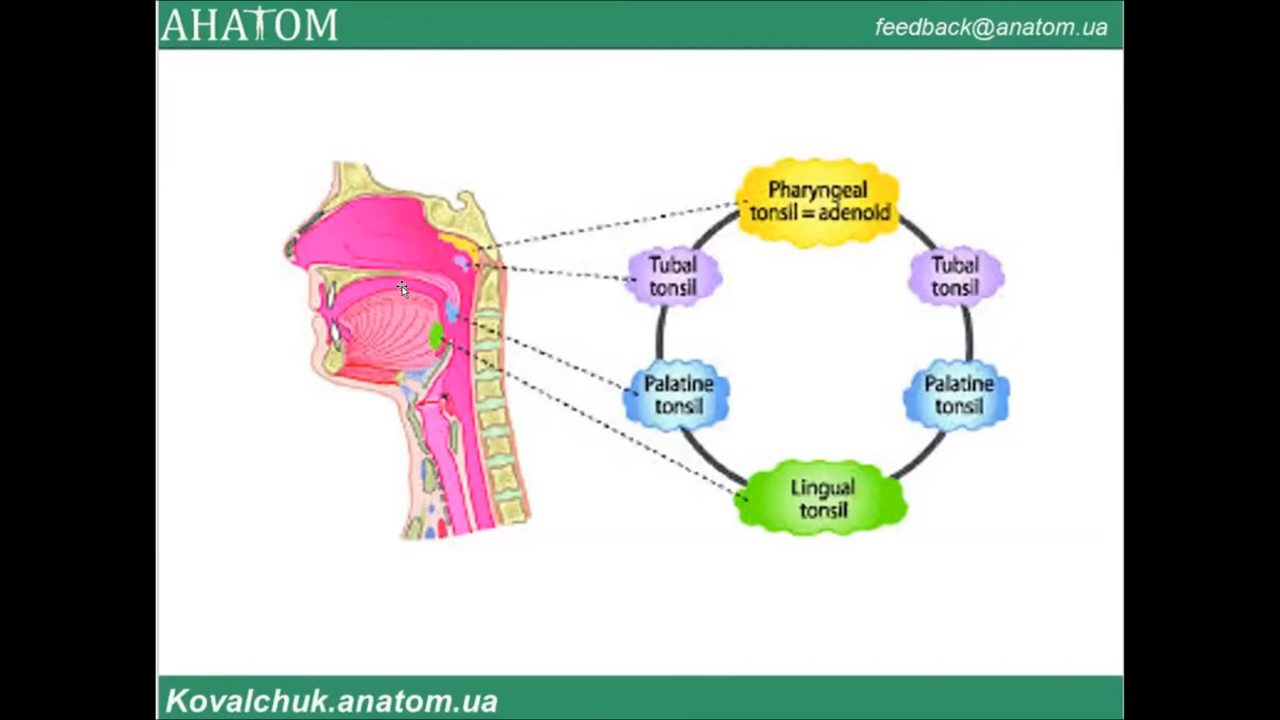 АНАТОМ
feedback@anatom.ua
Pharyngeal
tonsil = adenoid
Tubal
tonsil
Tubal
tonsil
Palatine
tonsil
Palatine
tonsil
Lingual
tonsil
Kovalchuk.anatom.ua